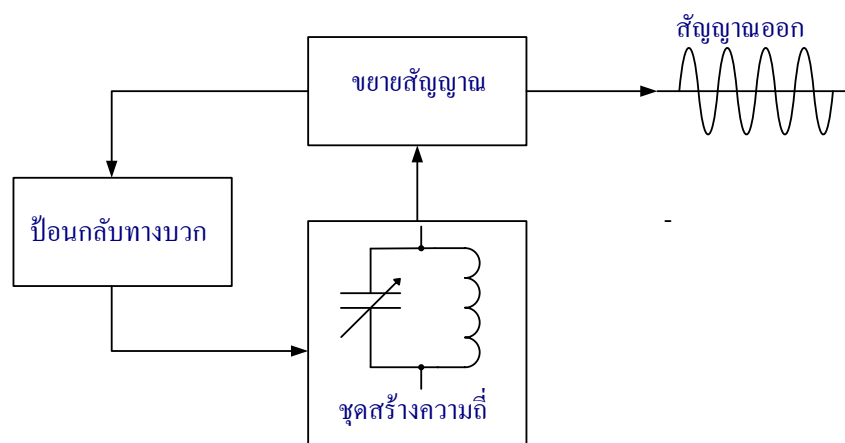 สัญญาณออก
ขยายสัญญาณ
ป้อนกลับทางบวก
-
ชุดสร้างความถี่